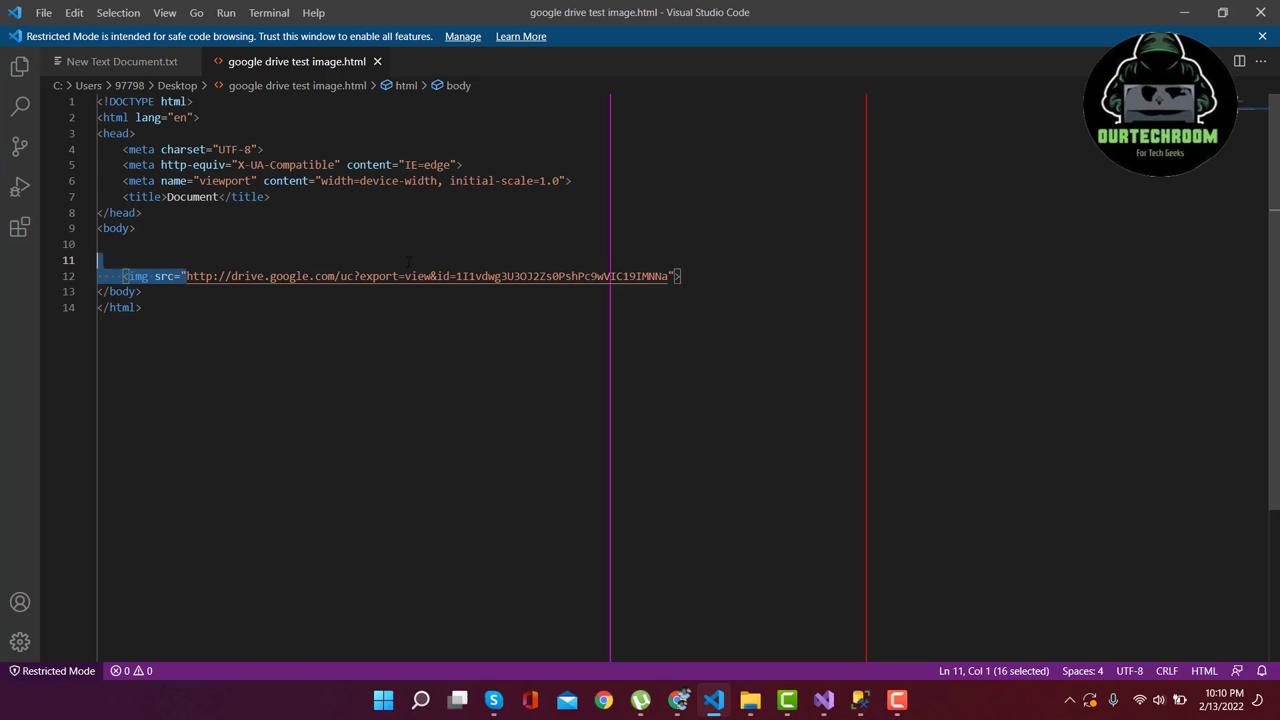 File Edit Selection View Go Run Terminal Help google drive test image.html - Visual Studio Code
Restricted Mode is intended for safe code browsing. Trust this window to enable all features. Manage Learn More
New Text Document.txt google drive test image.html
C: > Users > 97798 > Desktop > google drive test image.html > html > body
1 <!DOCTYPE html>
2 <html lang="en">
3 <head>
4 <meta charset="UTF-8">
5 <meta http-equiv="X-UA-Compatible" content="IE=edge">
6 <meta name="viewport" content="width=device-width, initial-scale=1.0">
7 <title>Document</title>
8 </head>
9 <body>
10
11
12 <img src="http://drive.google.com/uc?export=view&id=1I1vdwg3U3OJ2Zs0PshPc9wVIC19IMNNa">
13 </body>
14 </html>
OURTECHROOM
For Tech Geeks
Restricted Mode 0 0 Ln 11, Col 1 (16 selected) Spaces: 4 UTF-8 CRLF HTML
10:10 PM
2/13/2022